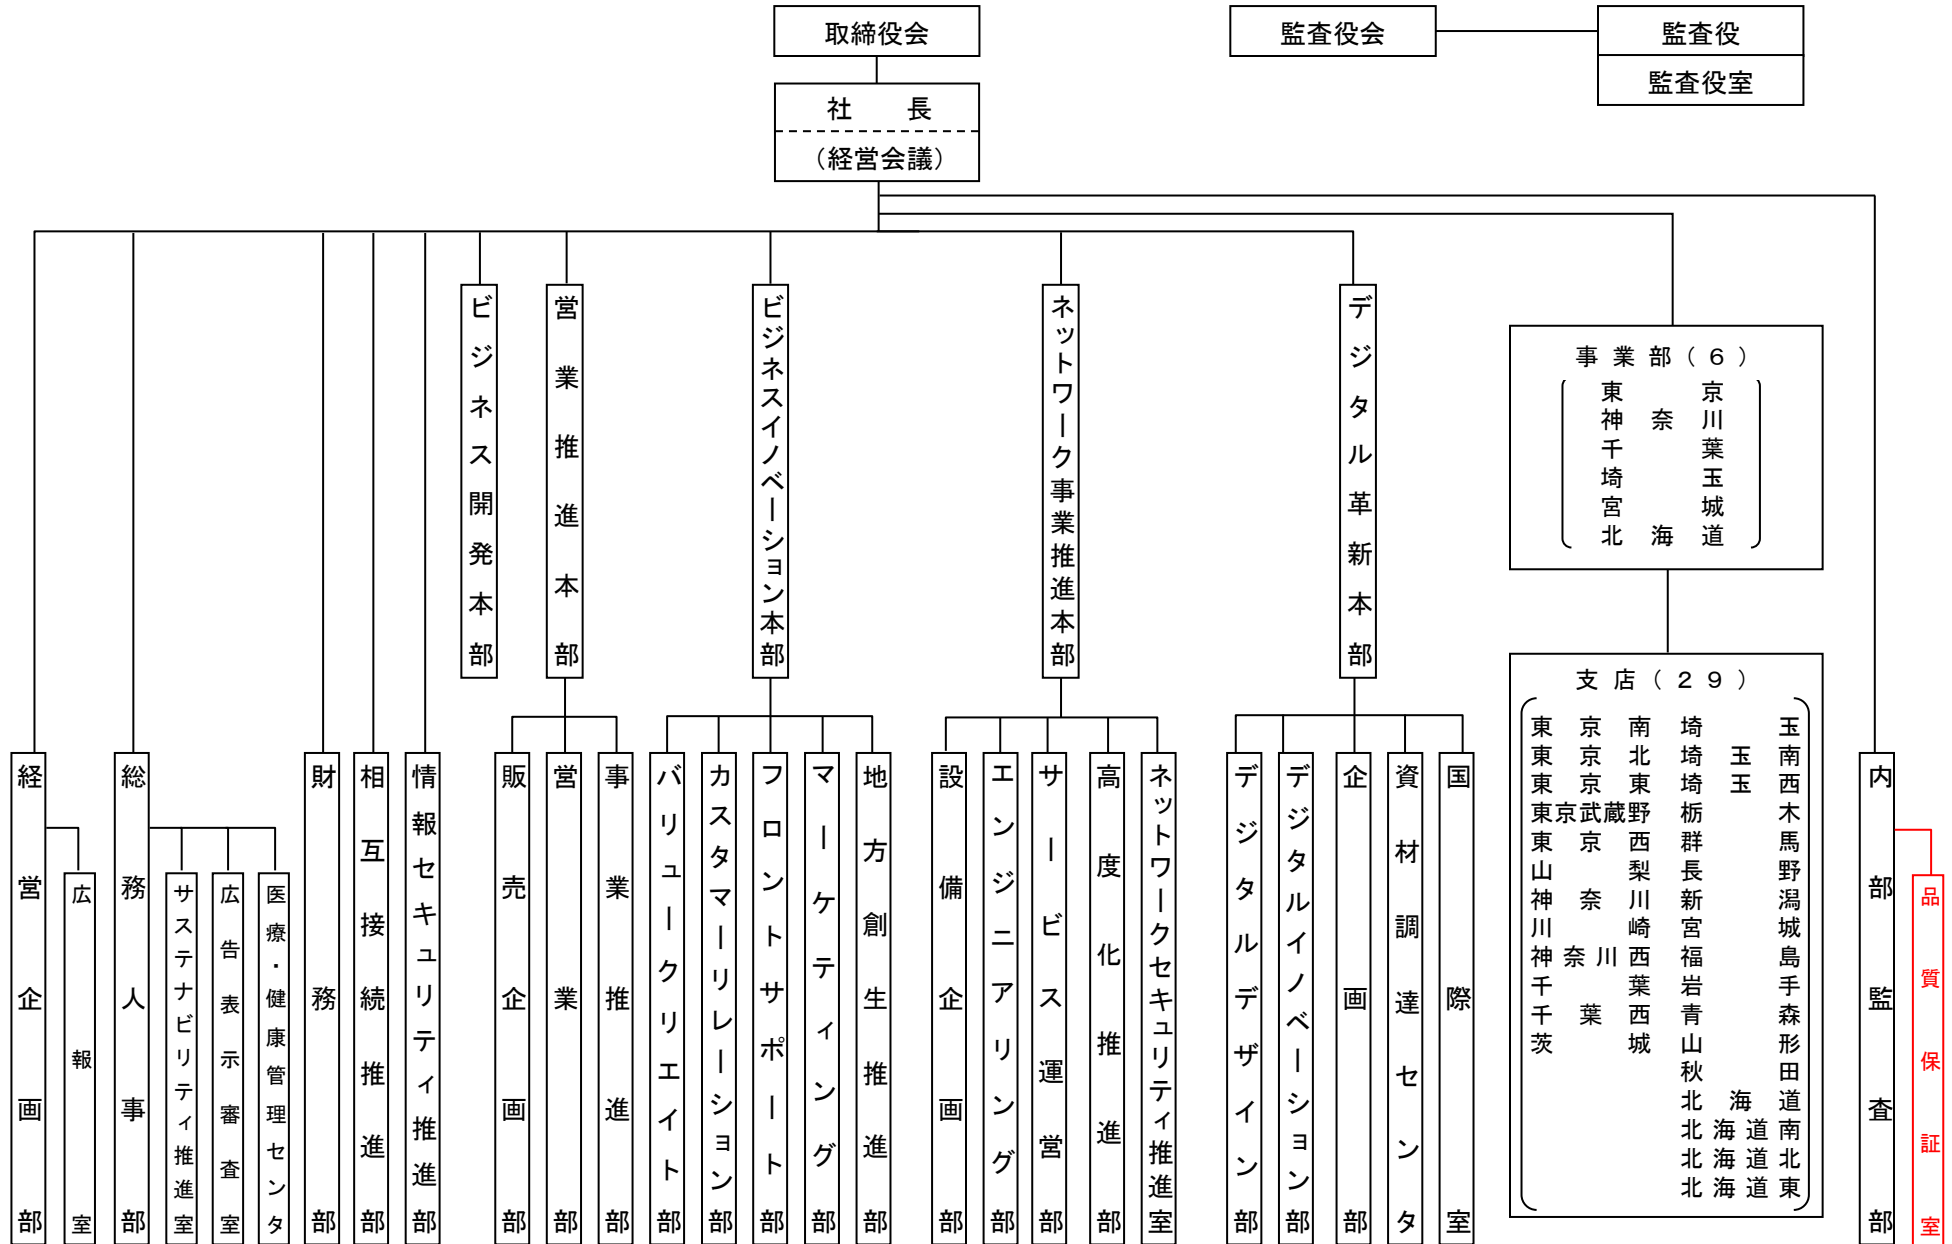 取締役会
監査役会
監査役
監査役室
社　長
（経営会議）
ビジネス開発本部
営業推進本部
ビジネスイノベーション本部
ネットワーク事業推進本部
デジタル革新本部
事業部（６）
東京
神奈川
千葉
埼玉
宮城
北海道
支店（２９）
東京南
東京北
東京東
東京武蔵野
東京西
山梨
神奈川
川崎
神奈川西
千葉
千葉西
茨城
埼玉
埼玉南
埼玉西
栃木
群馬
長野
新潟
宮城
福島
岩手
青森
山形
秋田
北海道
北海道南
北海道北
北海道東
経営企画部
広報室
総務人事部
サステナビリティ推進室
広告表示審査室
医療・健康管理センタ
財務部
相互接続推進部
情報セキュリティ推進部
販売企画部
営業部
事業推進部
バリュークリエイト部
カスタマーリレーション部
フロントサポート部
マーケティング部
地方創生推進部
設備企画部
エンジニアリング部
サービス運営部
高度化推進部
ネットワークセキュリティ推進室
デジタルデザイン部
デジタルイノベーション部
企画部
資材調達センタ
国際室
内部監査部
品質保証室